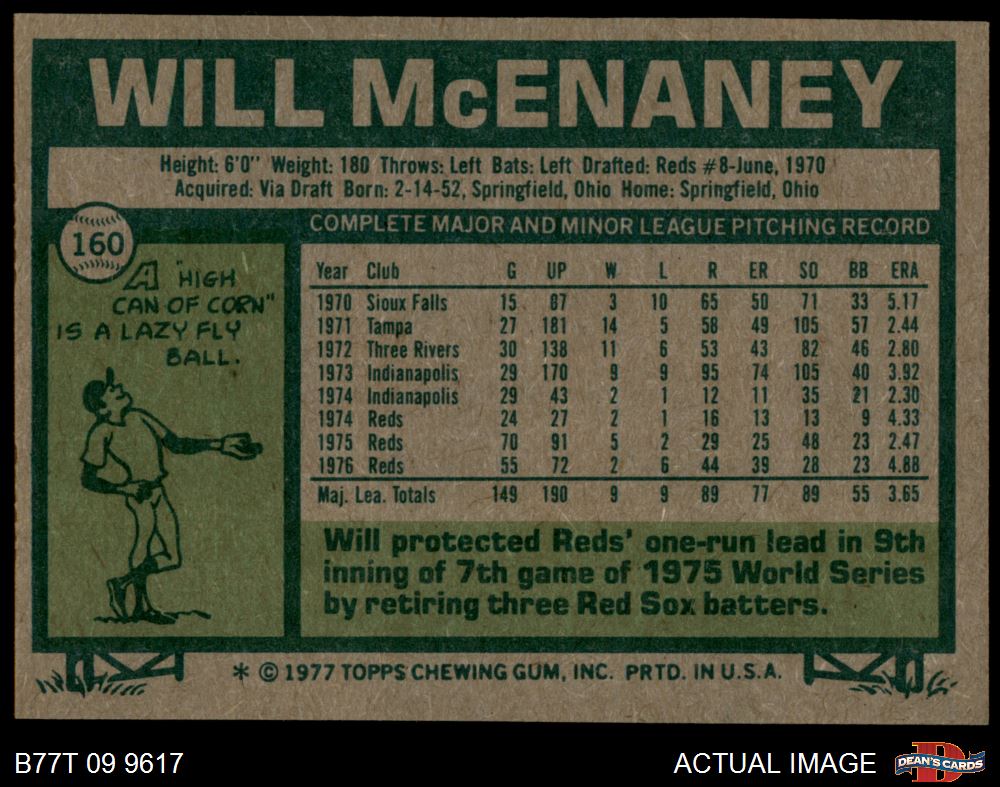 WILL McENANEY
Height: 6'0" Weight: 180 Throws: Left Bats: Left Drafted: Reds #8-June, 1970
Acquired: Via Draft Born: 2-14-52, Springfield, Ohio Home: Springfield, Ohio
160
A "HIGH
CAN OF CORN"
IS A LAZY FLY
BALL.
COMPLETE MAJOR AND MINOR LEAGUE PITCHING RECORD
Year Club G UP W L R ER SO BB ERA
1970 Sioux Falls 15 87 3 10 65 50 71 33 5.17
1971 Tampa 27 181 14 5 58 49 105 57 2.44
1972 Three Rivers 30 138 11 6 53 43 82 46 2.80
1973 Indianapolis 29 170 9 9 95 74 105 40 3.92
1974 Indianapolis 29 43 2 1 12 11 35 21 2.30
1974 Reds 24 27 2 1 16 13 13 9 4.33
1975 Reds 70 91 5 2 29 25 48 23 2.47
1976 Reds 55 72 2 6 44 39 28 23 4.88
Maj. Lea. Totals 149 190 9 9 89 77 89 55 3.65
Will protected Reds' one-run lead in 9th
inning of 7th game of 1975 World Series
by retiring three Red Sox batters.
* © 1977 TOPPS CHEWING GUM, INC. PRTD. IN U.S.A.
B77T 09 9617
ACTUAL IMAGE
DEAN'S CARDS